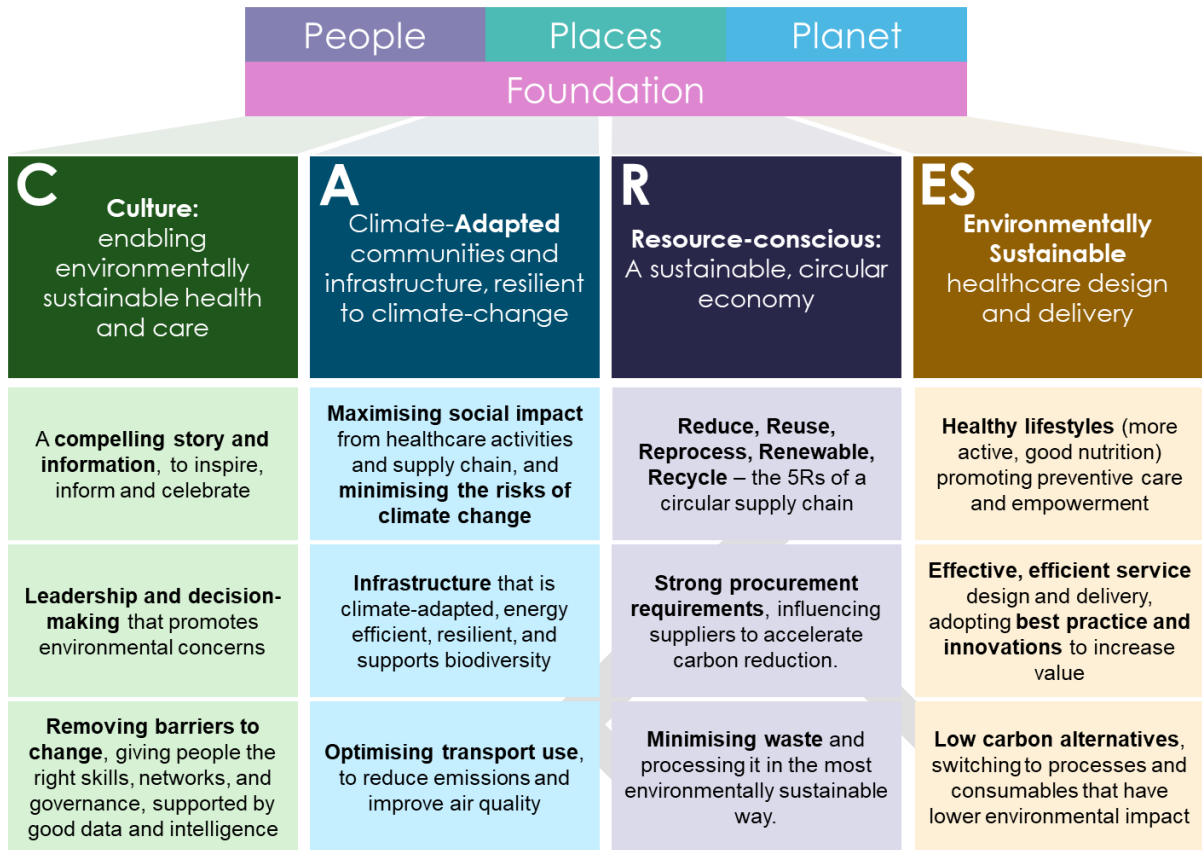 People Places Planet
Foundation
C
Culture:
enabling
environmentally
sustainable health
and care
A compelling story and
information, to inspire,
inform and celebrate
Leadership and decision-
making that promotes
environmental concerns
Removing barriers to
change, giving people the
right skills, networks, and
governance, supported by
good data and intelligence
A
Climate-Adapted
communities and
infrastructure, resilient
to climate-change
Maximising social impact
from healthcare activities
and supply chain, and
minimising the risks of
climate change
Infrastructure that is
climate-adapted, energy
efficient, resilient, and
supports biodiversity
Optimising transport use,
to reduce emissions and
improve air quality
R
Resource-conscious:
A sustainable, circular
economy
Reduce, Reuse,
Reprocess, Renewable,
Recycle – the 5Rs of a
circular supply chain
Strong procurement
requirements, influencing
suppliers to accelerate
carbon reduction.
Minimising waste and
processing it in the most
environmentally sustainable
way.
ES
Environmentally
Sustainable
healthcare design
and delivery
Healthy lifestyles (more
active, good nutrition)
promoting preventive care
and empowerment
Effective, efficient service
design and delivery,
adopting best practice and
innovations to increase
value
Low carbon alternatives,
switching to processes and
consumables that have
lower environmental impact